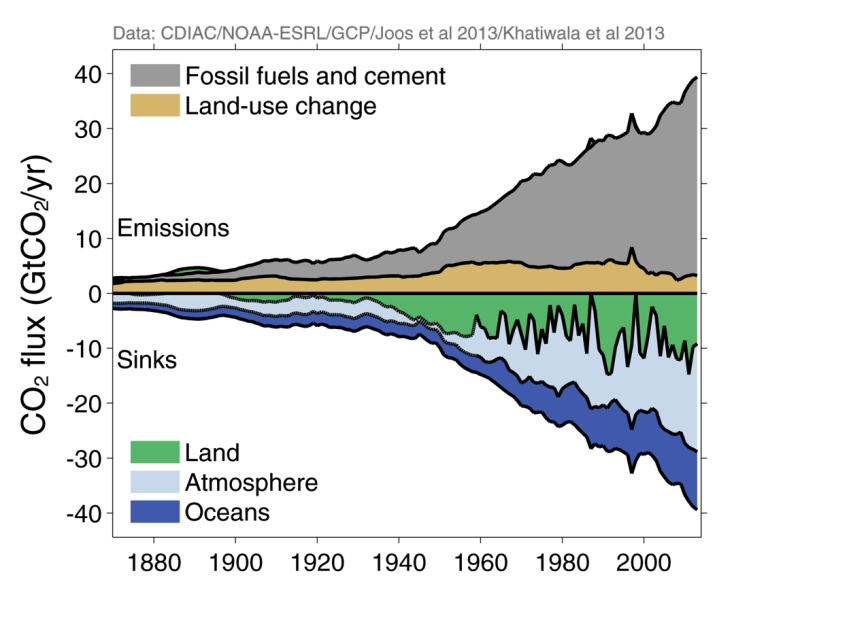 Data: CDIAC/NOAA-ESRL/GCP/Joos et al 2013/Khatiwala et al 2013
Fossil fuels and cement
Land-use change
Emissions
Sinks
Land
Atmosphere
Oceans
CO₂ flux (GtCO₂/yr)
40
30
20
10
0
-10
-20
-30
-40
1880 1900 1920 1940 1960 1980 2000